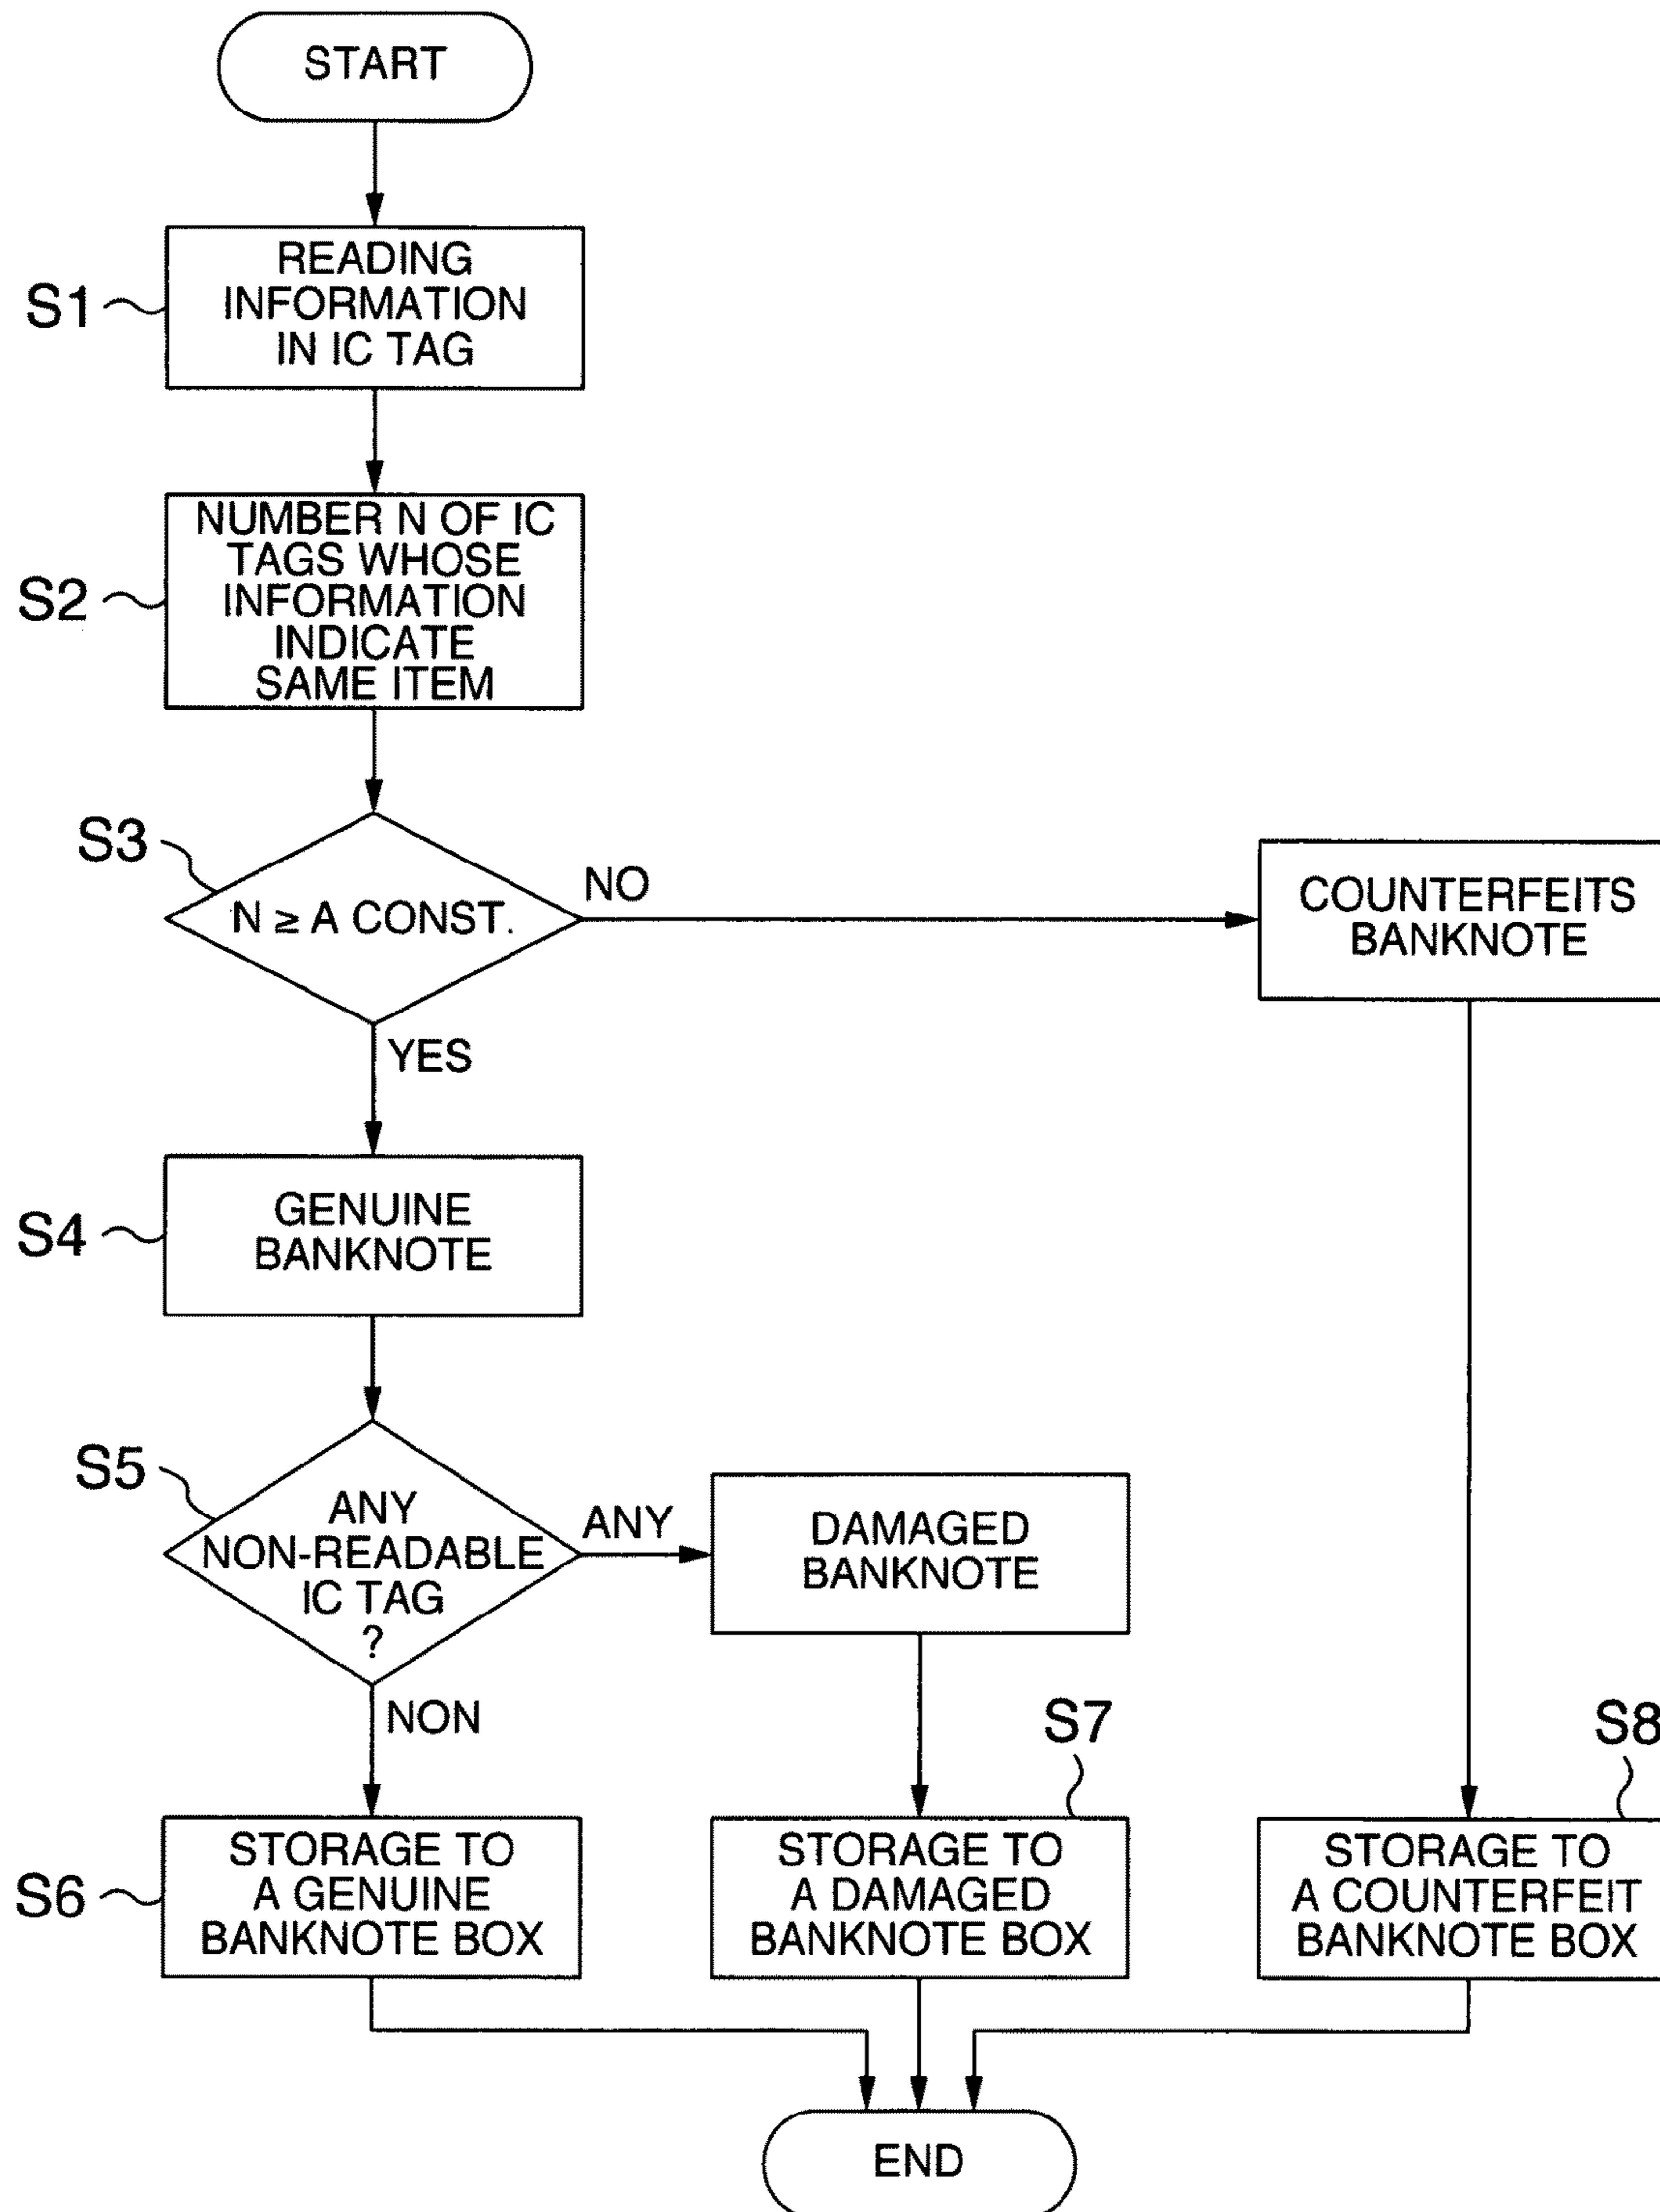 START
S1
READING
INFORMATION
IN IC TAG
S2
NUMBER N OF IC
TAGS WHOSE
INFORMATION
INDICATE
SAME ITEM
S3
N ≥ A CONST.
NO
COUNTERFEITS
BANKNOTE
YES
S4
GENUINE
BANKNOTE
S5
ANY
NON-READABLE
IC TAG
?
ANY
DAMAGED
BANKNOTE
NON
S6
STORAGE TO
A GENUINE
BANKNOTE BOX
S7
STORAGE TO
A DAMAGED
BANKNOTE BOX
S8
STORAGE TO
A COUNTERFEIT
BANKNOTE BOX
END